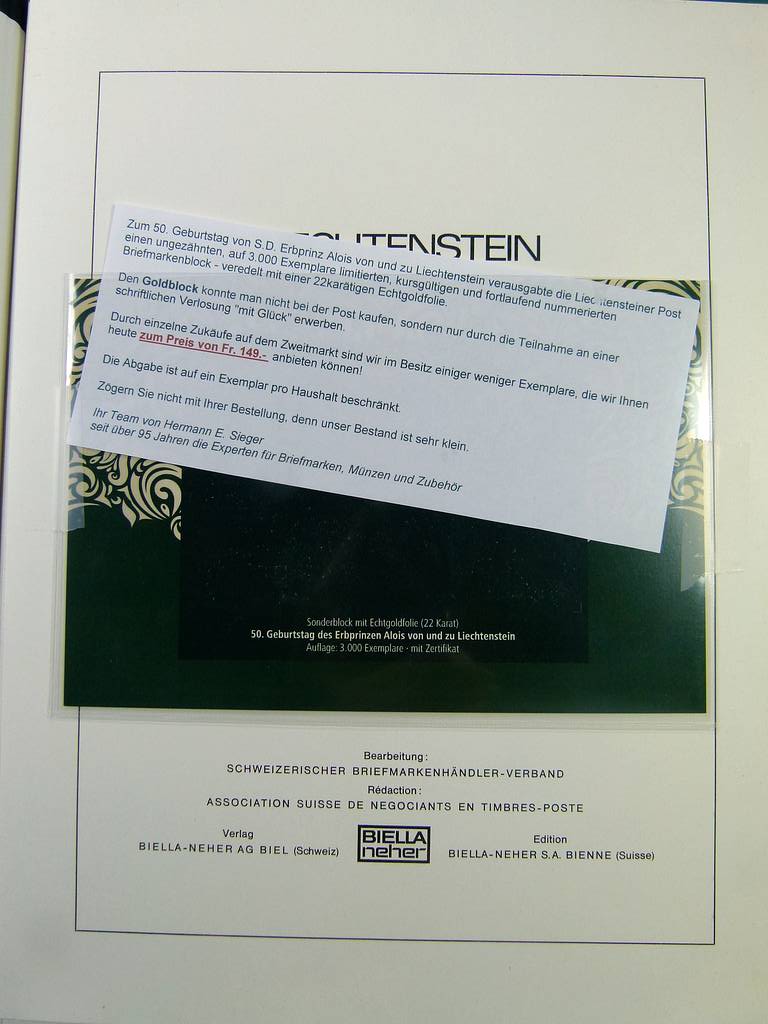 LIECHTENSTEIN
Zum 50. Geburtstag von S.D. Erbprinz Alois von und zu Liechtenstein verausgabte die Liechtensteiner Post
einen ungezähnten, auf 3.000 Exemplare limitierten, kursgültigen und fortlaufend nummerierten
Briefmarkenblock - veredelt mit einer 22karätigen Echtgoldfolie.
Den Goldblock konnte man nicht bei der Post kaufen, sondern nur durch die Teilnahme an einer
schriftlichen Verlosung "mit Glück" erwerben.
Durch einzelne Zukäufe auf dem Zweitmarkt sind wir im Besitz einiger weniger Exemplare, die wir Ihnen
heute zum Preis von Fr. 149.- anbieten können!
Die Abgabe ist auf ein Exemplar pro Haushalt beschränkt.
Zögern Sie nicht mit Ihrer Bestellung, denn unser Bestand ist sehr klein.
Ihr Team von Hermann E. Sieger
seit über 95 Jahren die Experten für Briefmarken, Münzen und Zubehör
Sonderblock mit Echtgoldfolie (22 Karat)
50. Geburtstag des Erbprinzen Alois von und zu Liechtenstein
Auflage: 3.000 Exemplare · mit Zertifikat
Bearbeitung:
SCHWEIZERISCHER BRIEFMARKENHÄNDLER-VERBAND
Rédaction:
ASSOCIATION SUISSE DE NEGOCIANTS EN TIMBRES-POSTE
Verlag
BIELLA-NEHER AG BIEL (Schweiz)
BIELLA
neher
Edition
BIELLA-NEHER S.A. BIENNE (Suisse)